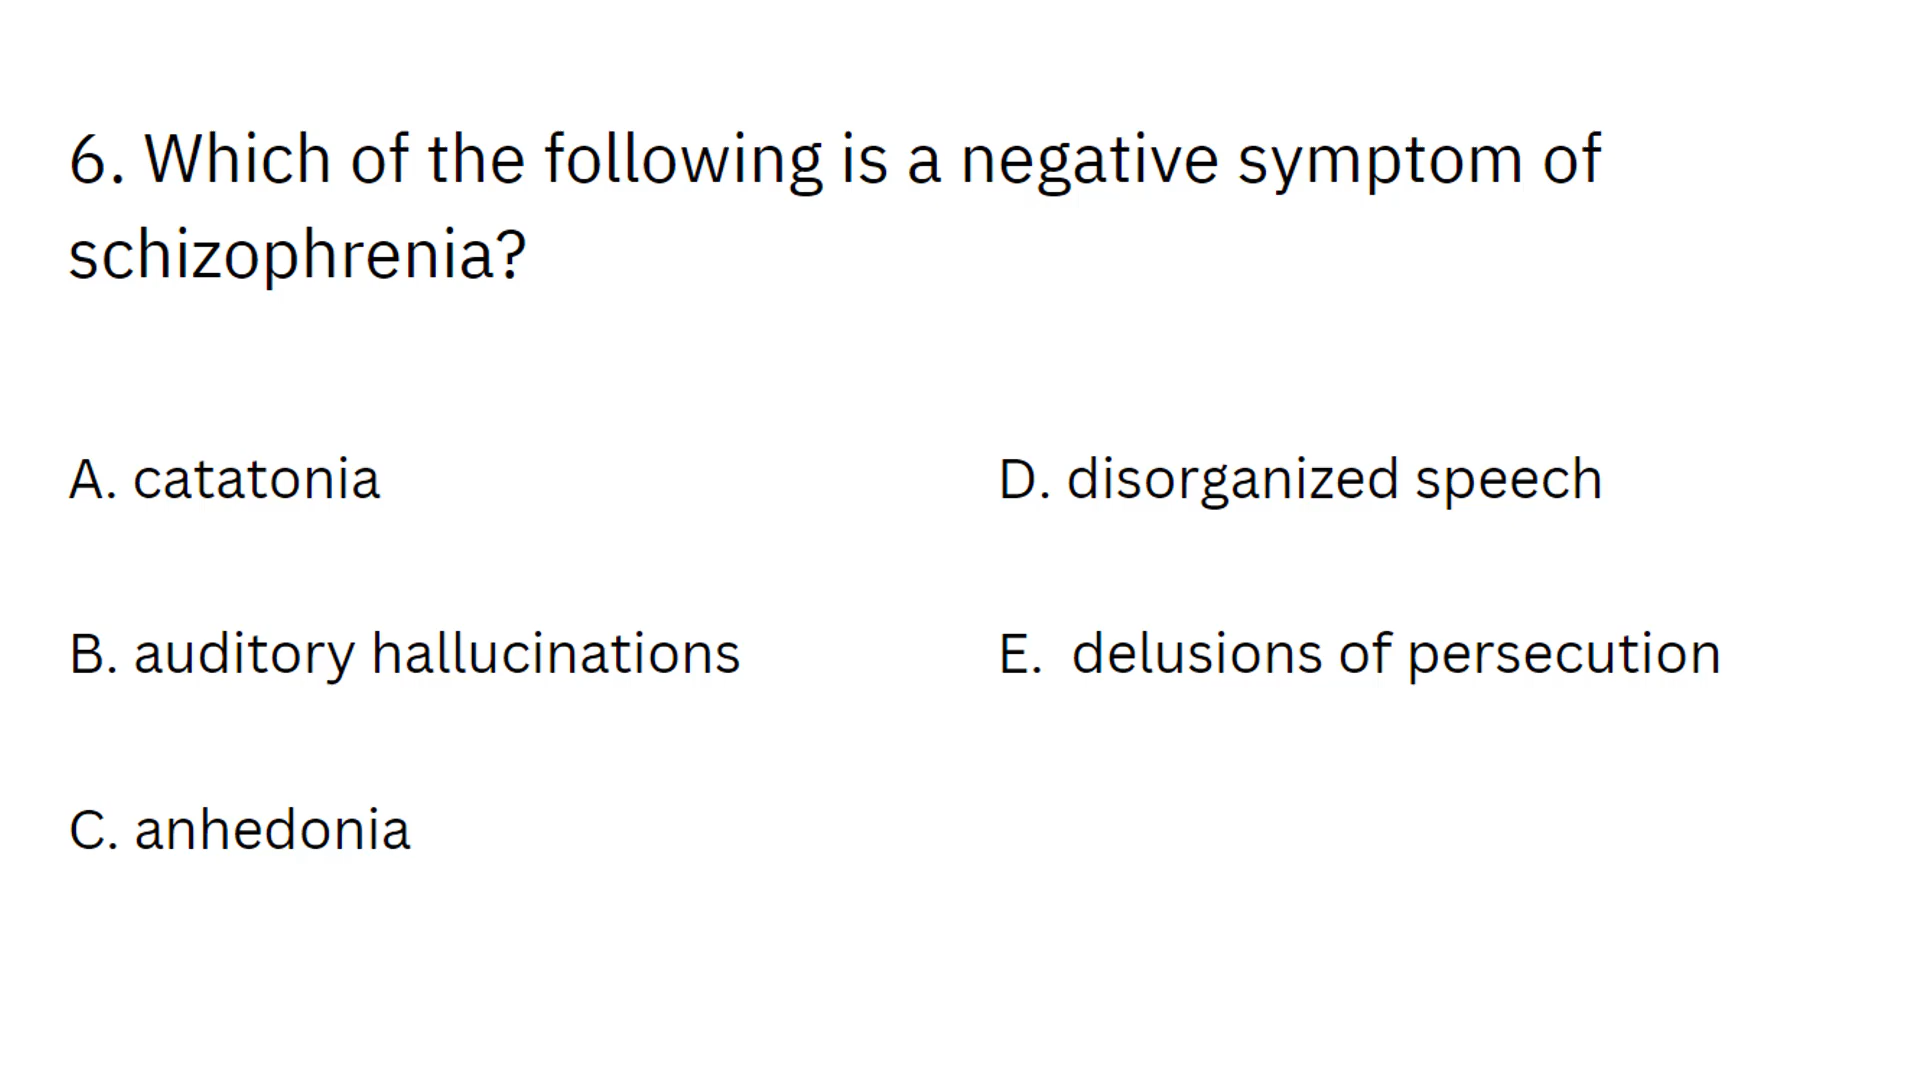 6. Which of the following is a negative symptom of
schizophrenia?
A. catatonia
B. auditory hallucinations
C. anhedonia
D. disorganized speech
E. delusions of persecution